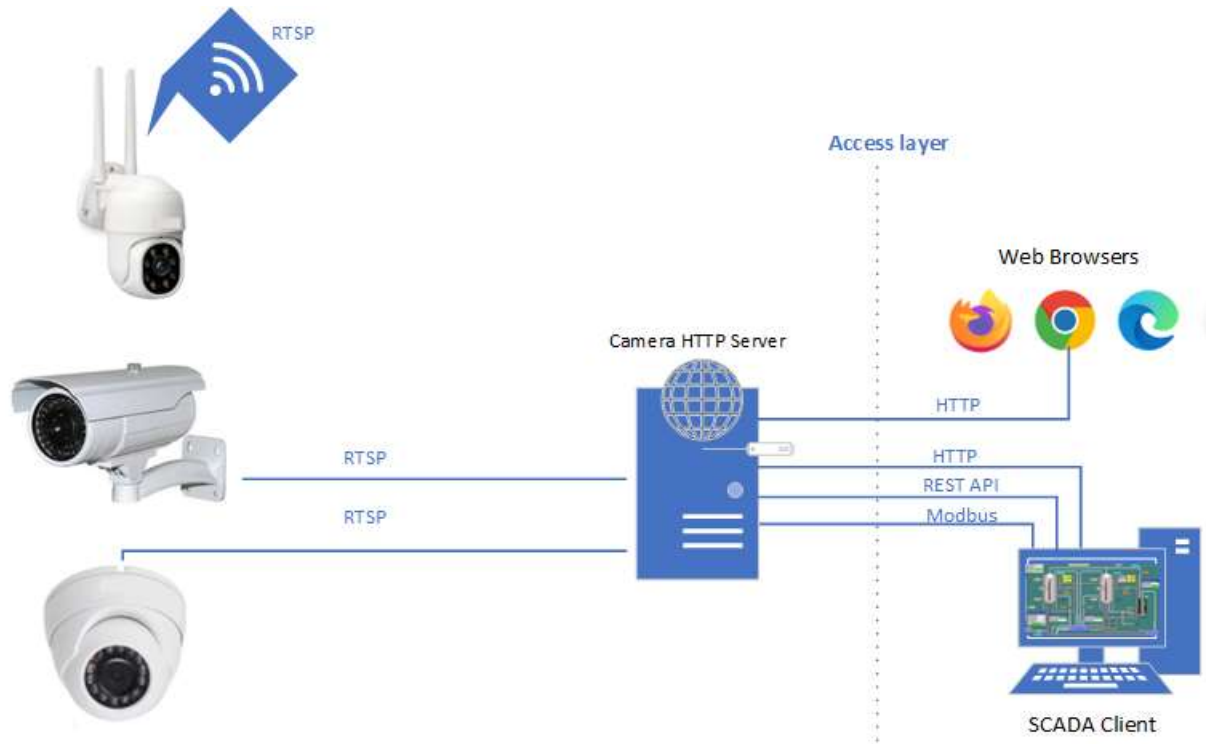 RTSP
Access layer
Web Browsers
Camera HTTP Server
HTTP
RTSP
HTTP
REST API
RTSP
Modbus
SCADA Client